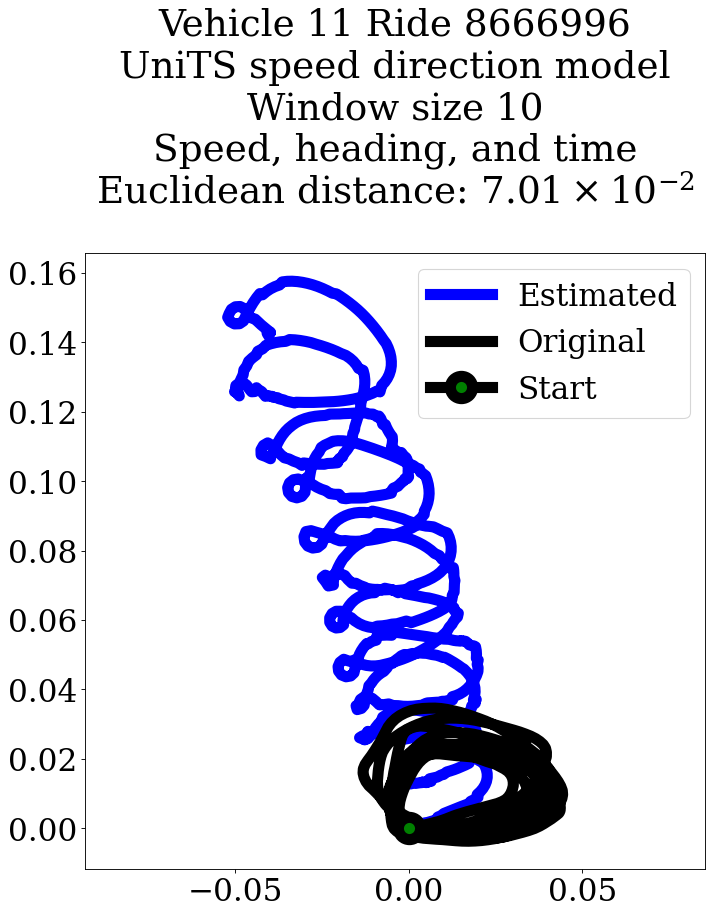 Vehicle 11 Ride 8666996
UniTS speed direction model
Window size 10
Speed, heading, and time
Euclidean distance: 7.01 × 10⁻²
0.16
0.14
0.12
0.10
0.08
0.06
0.04
0.02
0.00
Estimated
Original
Start
−0.05
0.00
0.05